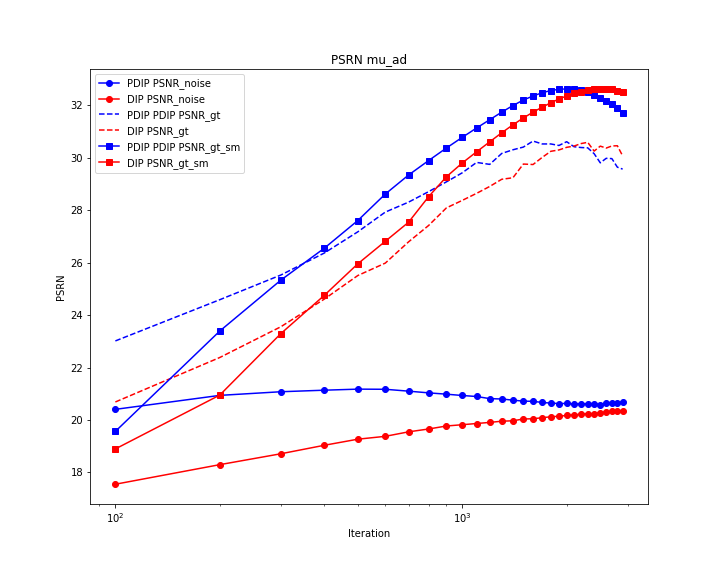 PSRN mu_ad
PDIP PSNR_noise
DIP PSNR_noise
PDIP PDIP PSNR_gt
DIP PSNR_gt
PDIP PDIP PSNR_gt_sm
DIP PSNR_gt_sm
32
30
28
26
24
22
20
18
PSRN
10²
10³
Iteration